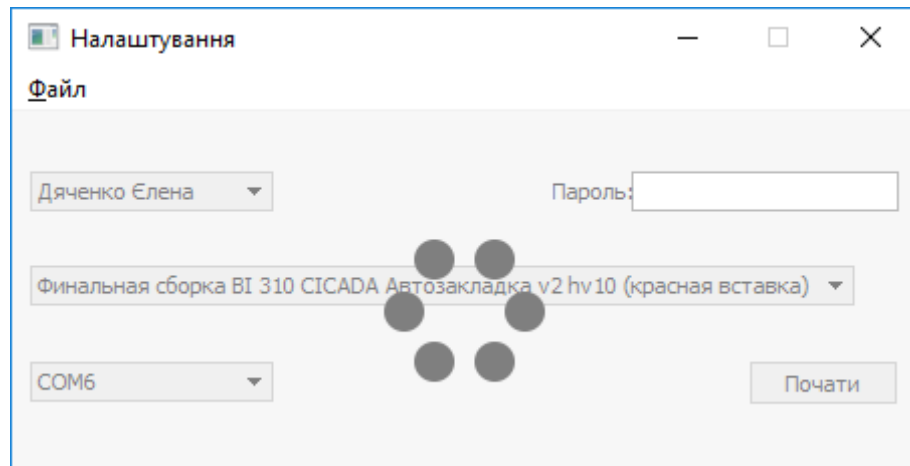 Налаштування
Файл
Дяченко Єлена
Пароль:
Финальная сборка BI 310 CICADA Автозакладка v2 hv10 (красная вставка)
COM6
Почати